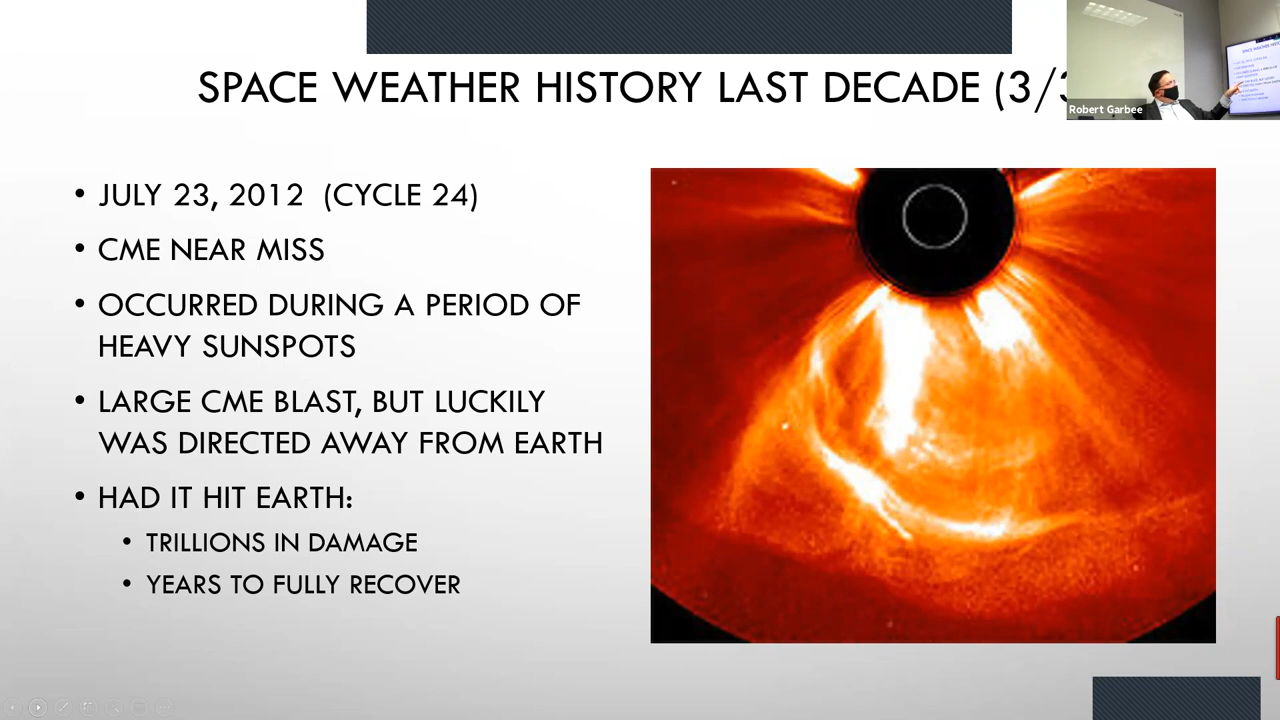 SPACE WEATHER HISTORY LAST DECADE (3/3
Robert Garbee
• JULY 23, 2012 (CYCLE 24)
• CME NEAR MISS
• OCCURRED DURING A PERIOD OF
HEAVY SUNSPOTS
• LARGE CME BLAST, BUT LUCKILY
WAS DIRECTED AWAY FROM EARTH
• HAD IT HIT EARTH:
• TRILLIONS IN DAMAGE
• YEARS TO FULLY RECOVER